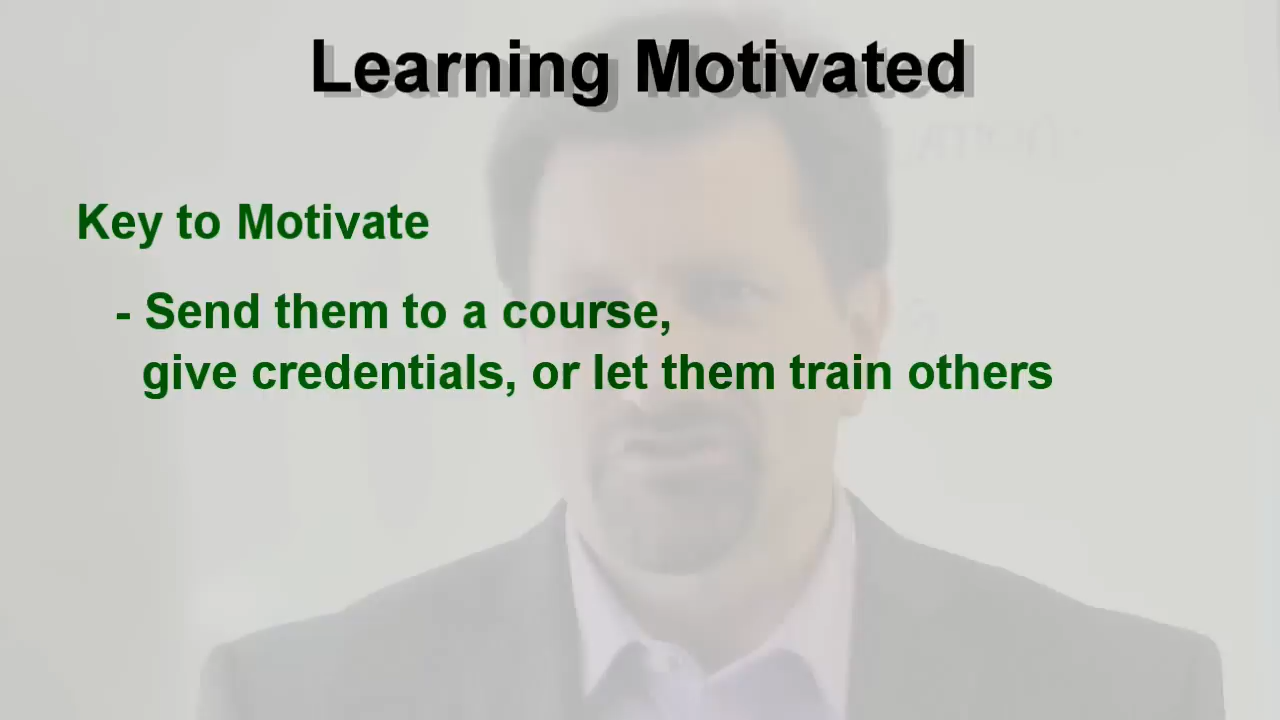 Learning Motivated
Key to Motivate
- Send them to a course,
give credentials, or let them train others